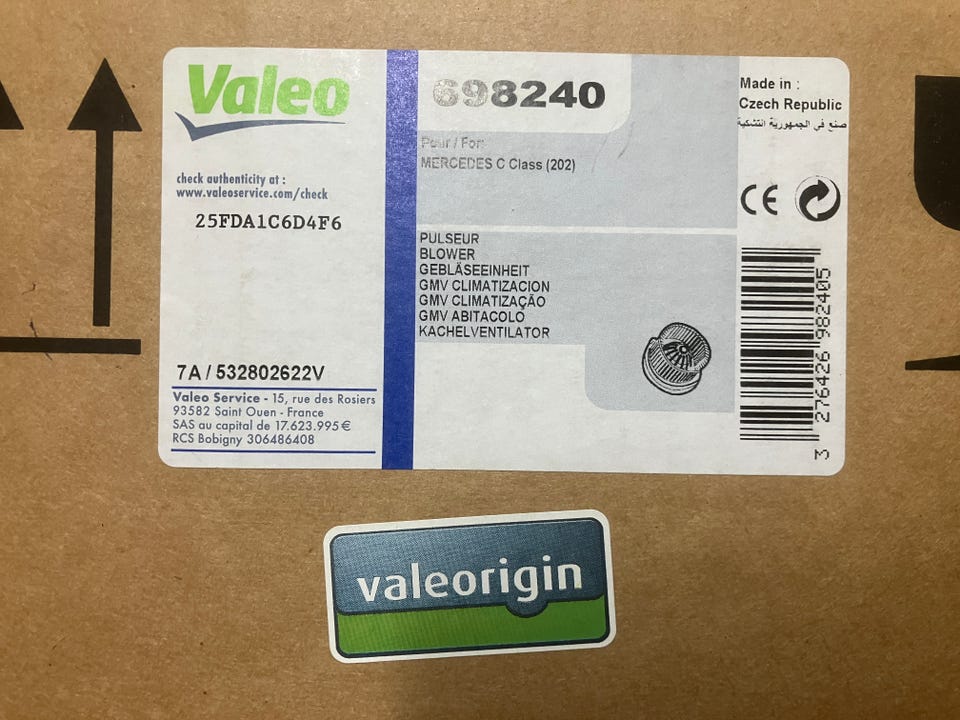 Valeo
check authenticity at :
www.valeoservice.com/check
25FDA1C6D4F6
7A / 532802622V
Valeo Service - 15, rue des Rosiers
93582 Saint Ouen - France
SAS au capital de 17.623.995 €
RCS Bobigny 306486408
698240
Pour / For:
MERCEDES C Class (202)
PULSEUR
BLOWER
GEBLÄSEEINHEIT
GMV CLIMATIZACION
GMV CLIMATIZAÇÃO
GMV ABITACOLO
KACHELVENTILATOR
Made in :
Czech Republic
صنع في الجمهورية التشكية
CE
3 276426 982405
valeorigin